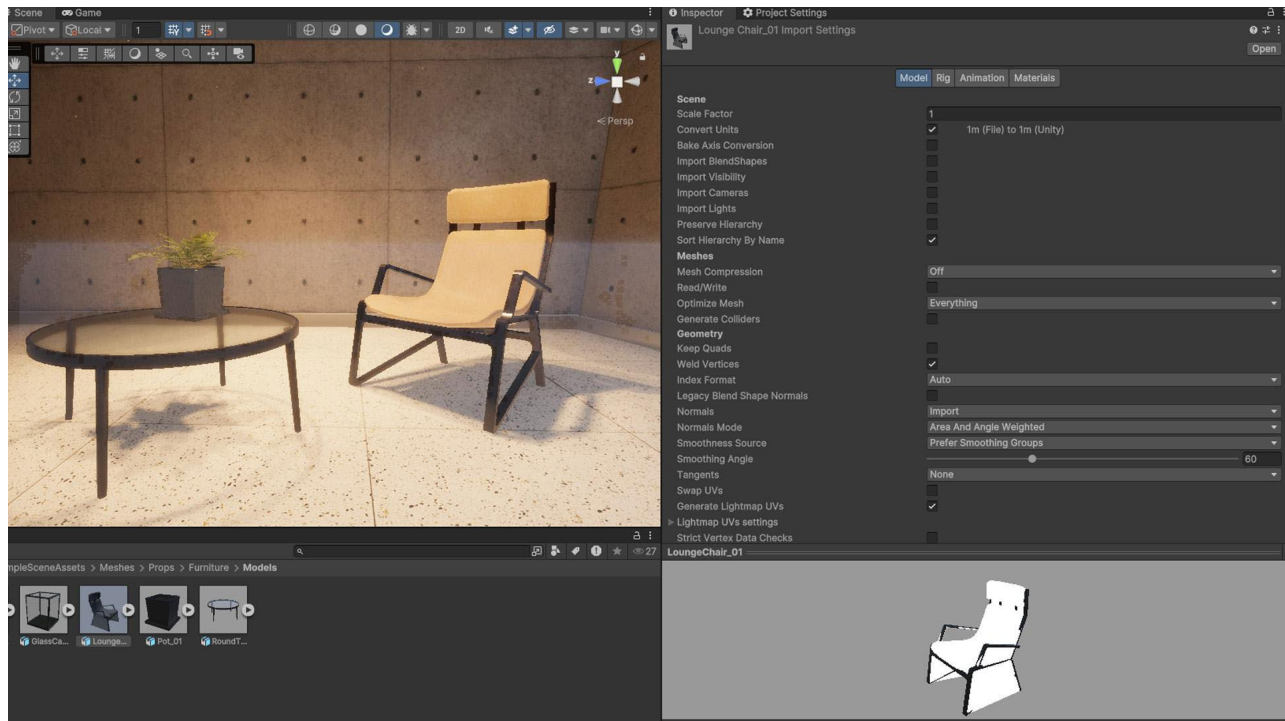 Scene Game
Pivot Local 1 2D
y
z
Persp
27
mpleSceneAssets > Meshes > Props > Furniture > Models
GlassCa... Lounge... Pot_01 RoundT...
Inspector Project Settings
Lounge Chair_01 Import Settings
Open
Model Rig Animation Materials
Scene
Scale Factor 1
Convert Units 1m (File) to 1m (Unity)
Bake Axis Conversion
Import BlendShapes
Import Visibility
Import Cameras
Import Lights
Preserve Hierarchy
Sort Hierarchy By Name
Meshes
Mesh Compression Off
Read/Write
Optimize Mesh Everything
Generate Colliders
Geometry
Keep Quads
Weld Vertices
Index Format Auto
Legacy Blend Shape Normals
Normals Import
Normals Mode Area And Angle Weighted
Smoothness Source Prefer Smoothing Groups
Smoothing Angle 60
Tangents None
Swap UVs
Generate Lightmap UVs
Lightmap UVs settings
Strict Vertex Data Checks
LoungeChair_01